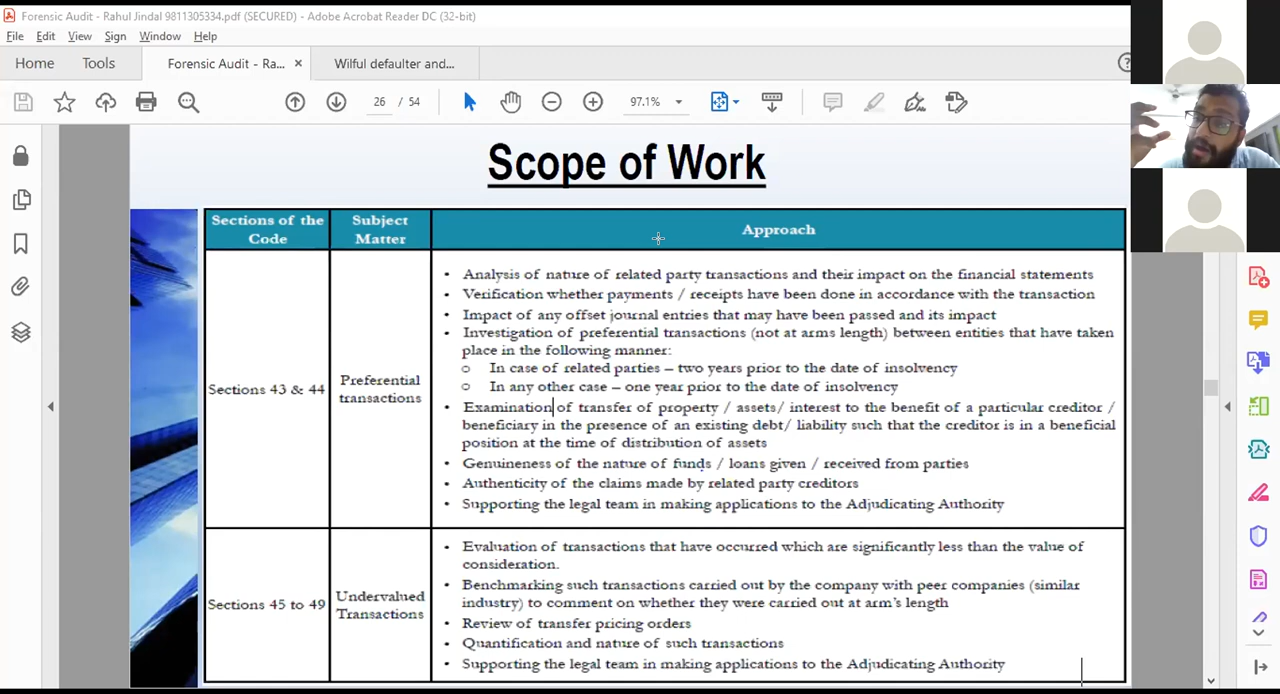 Forensic Audit - Rahul Jindal 9811305334.pdf (SECURED) - Adobe Acrobat Reader DC (32-bit)
File Edit View Sign Window Help
Home Tools Forensic Audit - Ra... × Wilful defaulter and...
26 / 54 97.1%
Scope of Work
Sections of the Code
Subject Matter
Approach
Sections 43 & 44
Preferential transactions
• Analysis of nature of related party transactions and their impact on the financial statements
• Verification whether payments / receipts have been done in accordance with the transaction
• Impact of any offset journal entries that may have been passed and its impact
• Investigation of preferential transactions (not at arms length) between entities that have taken
place in the following manner:
o In case of related parties – two years prior to the date of insolvency
o In any other case – one year prior to the date of insolvency
• Examination of transfer of property / assets/ interest to the benefit of a particular creditor /
beneficiary in the presence of an existing debt/ liability such that the creditor is in a beneficial
position at the time of distribution of assets
• Genuineness of the nature of funds / loans given / received from parties
• Authenticity of the claims made by related party creditors
• Supporting the legal team in making applications to the Adjudicating Authority
Sections 45 to 49
Undervalued Transactions
• Evaluation of transactions that have occurred which are significantly less than the value of
consideration.
• Benchmarking such transactions carried out by the company with peer companies (similar
industry) to comment on whether they were carried out at arm's length
• Review of transfer pricing orders
• Quantification and nature of such transactions
• Supporting the legal team in making applications to the Adjudicating Authority